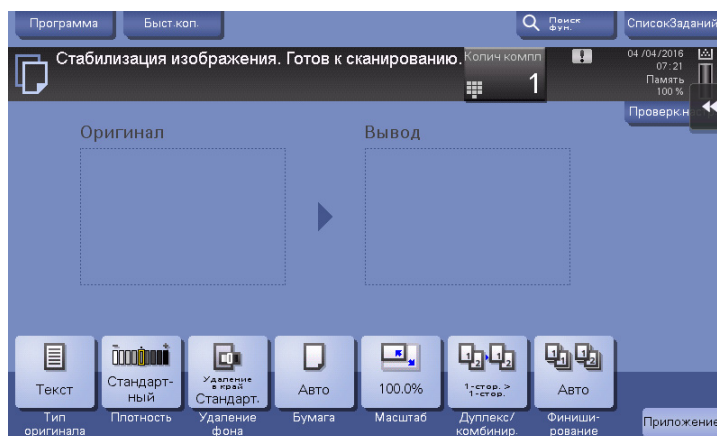 Программа
Быст.коп.
Поиск
фун.
СписокЗаданий
Стабилизация изображения. Готов к сканированию.
Колич компл
1
04/04/2016
07:21
Память
100 %
Проверк.н
Оригинал
Вывод
Текст
Стандарт-
ный
Удаление
в край
Стандарт.
Авто
100.0%
1-стор. >
1-стор.
Авто
Тип
оригинала
Плотность
Удаление
фона
Бумага
Масштаб
Дуплекс/
комбинир.
Финиши-
рование
Приложение